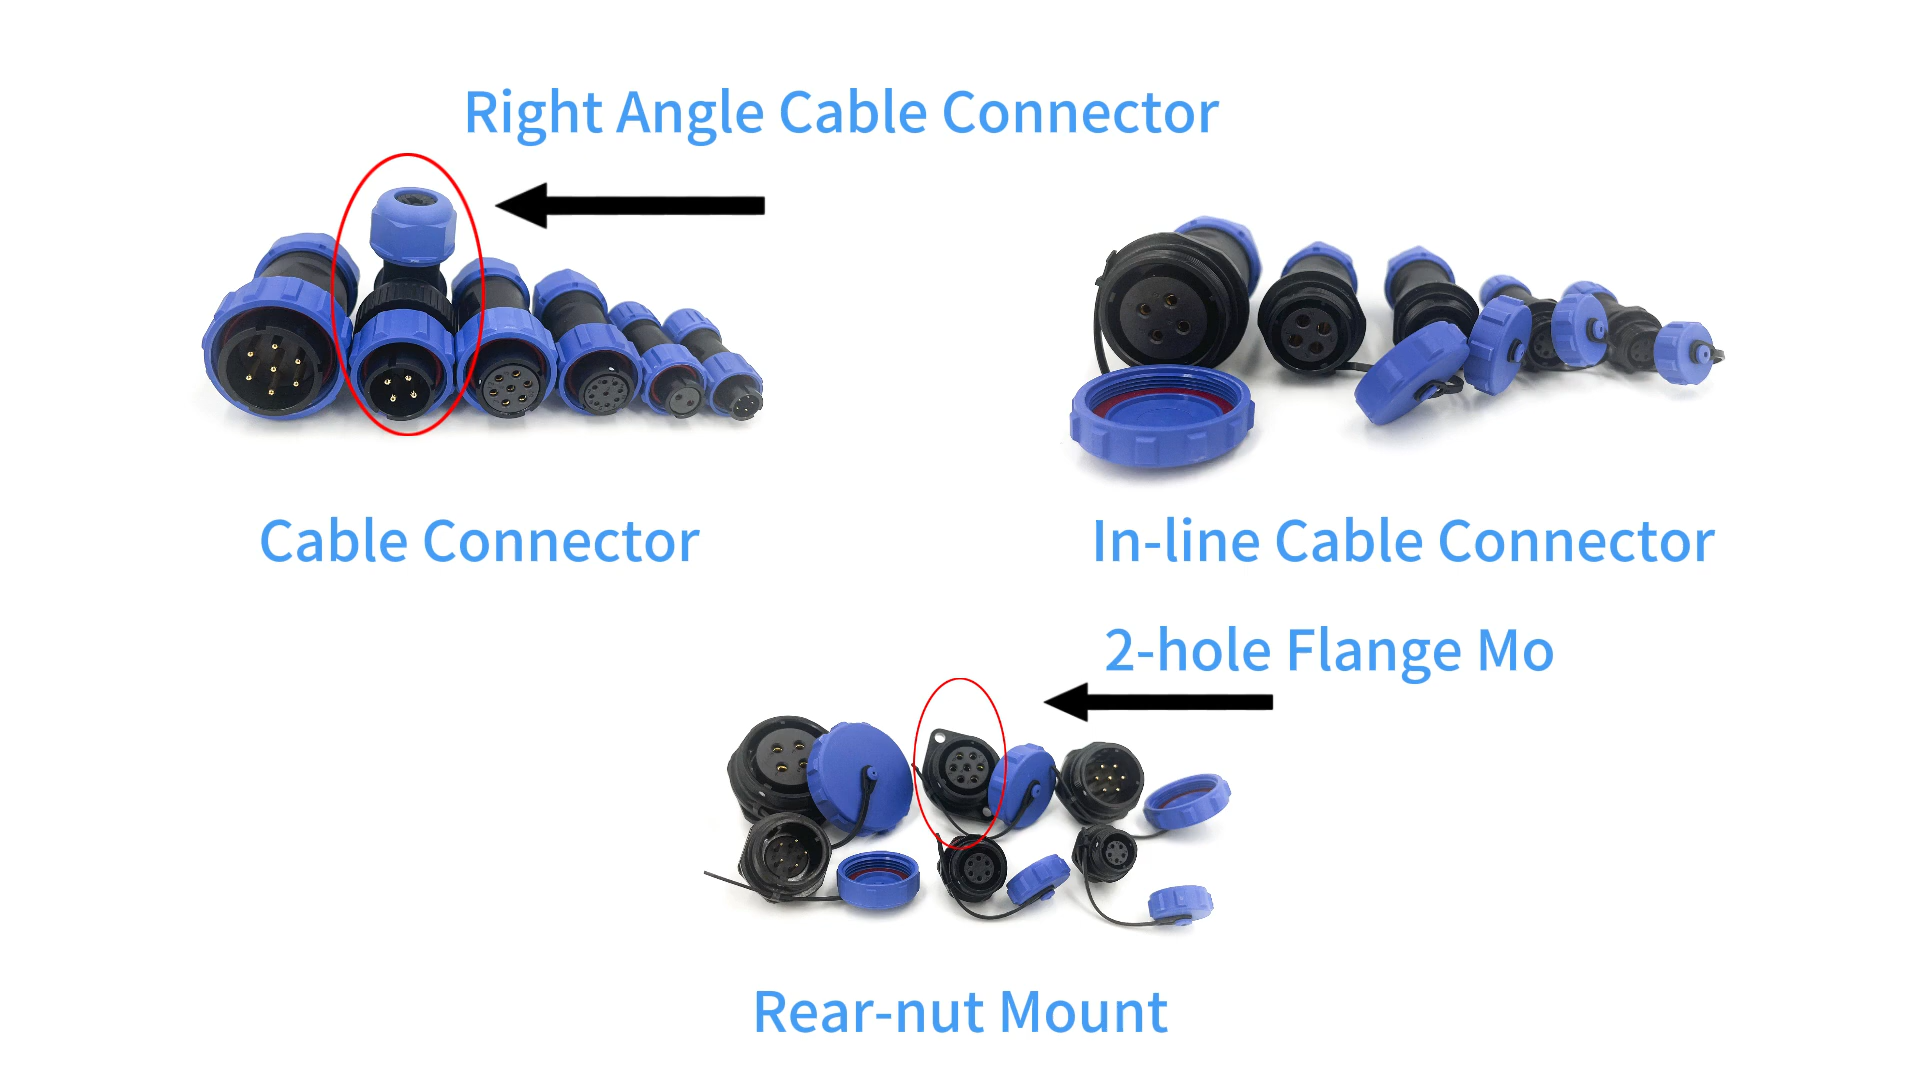 Right Angle Cable Connector
Cable Connector
In-line Cable Connector
2-hole Flange Mo
Rear-nut Mount